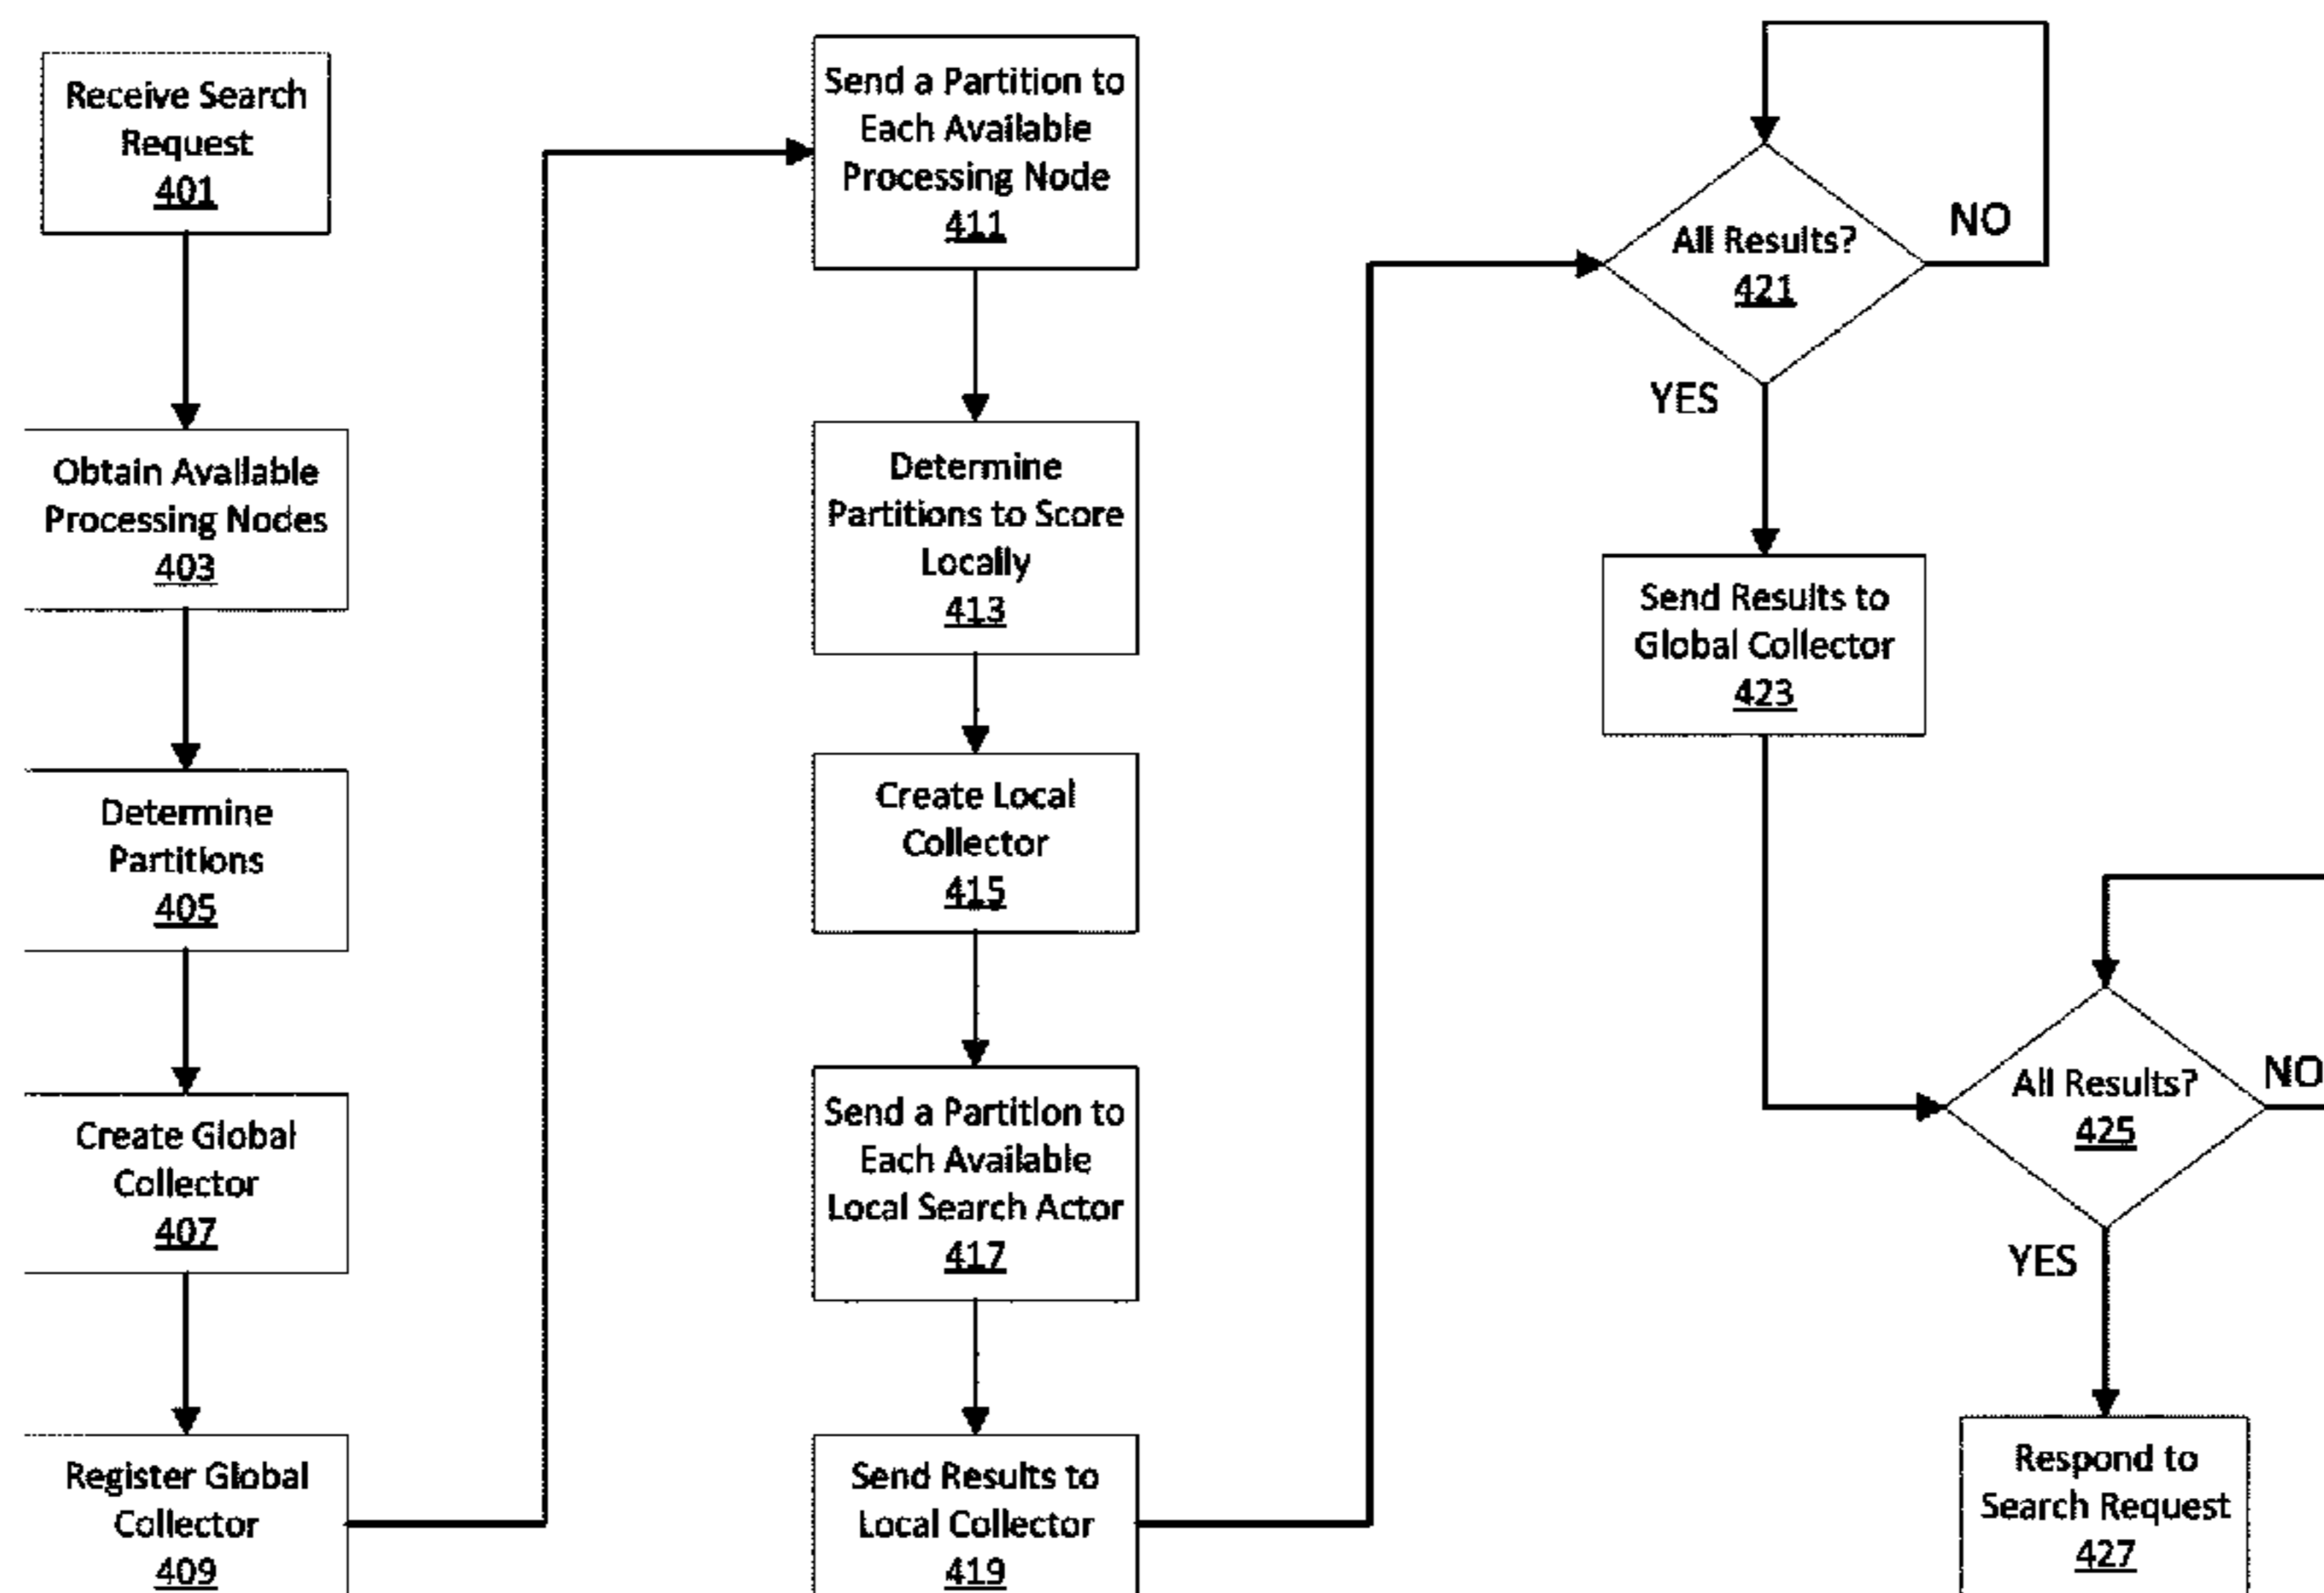 Receive Search
Request
401
Obtain Available
Processing Nodes
403
Determine
Partitions
405
Create Global
Collector
407
Register Global
Collector
409
Send a Partition to
Each Available
Processing Node
411
Determine
Partitions to Score
Locally
413
Create Local
Collector
415
Send a Partition to
Each Available
Local Search Actor
417
Send Results to
Local Collector
419
All Results?
421
NO
YES
Send Results to
Global Collector
423
All Results?
425
NO
YES
Respond to
Search Request
427